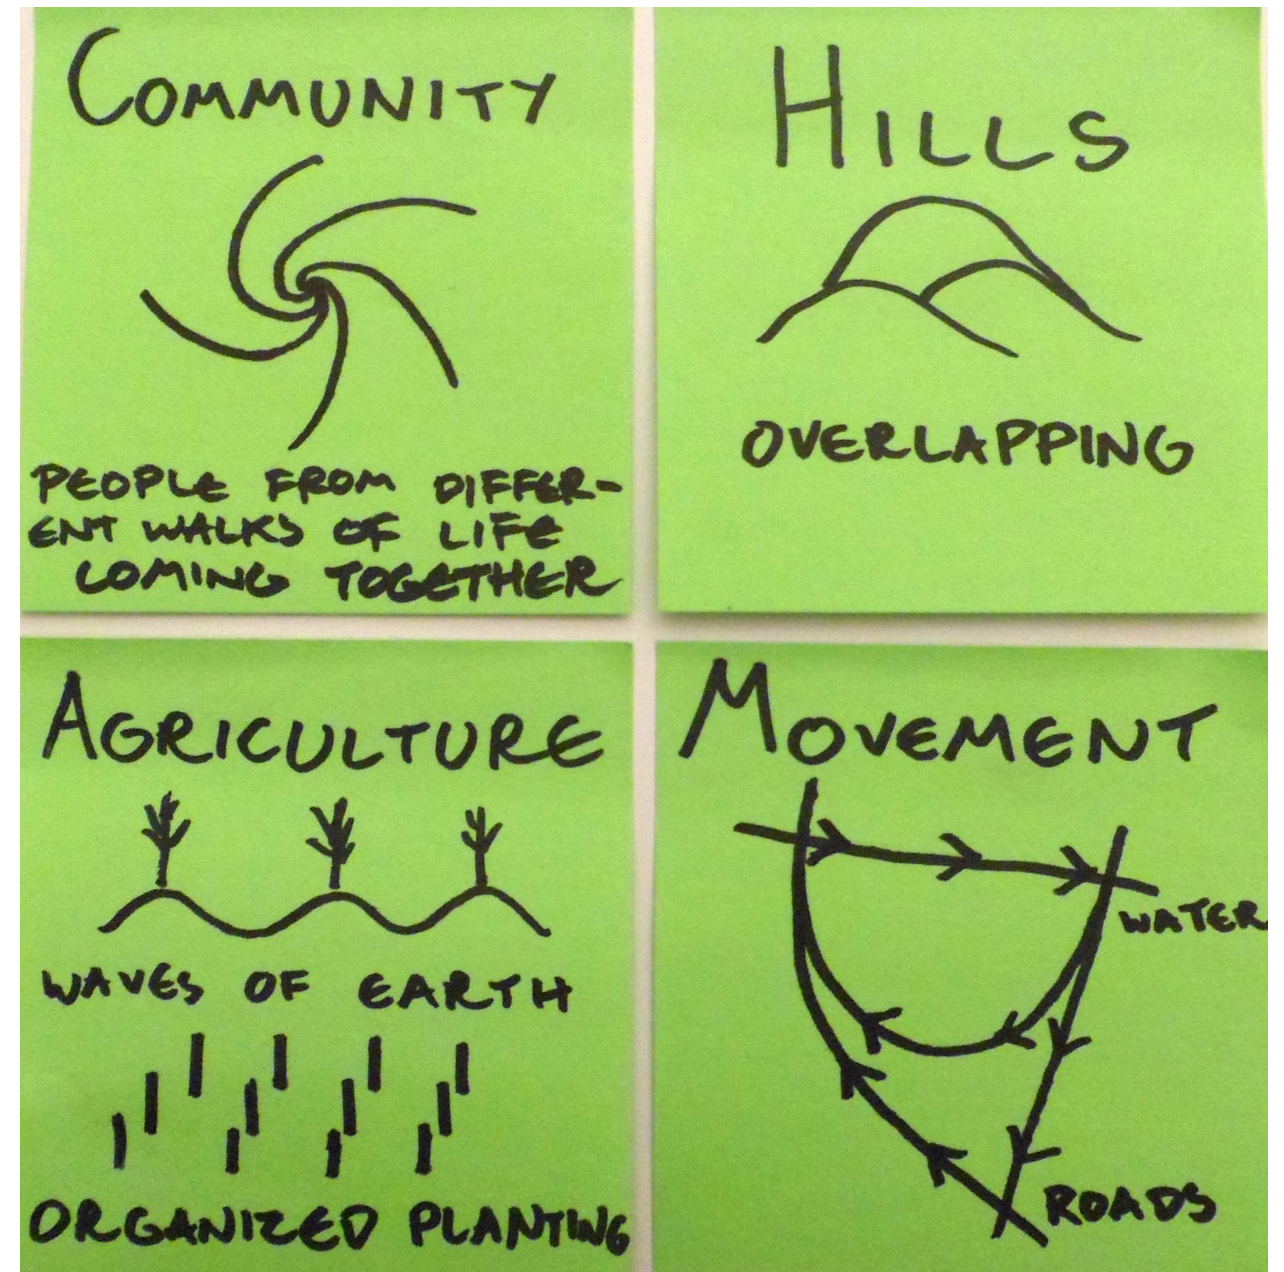 COMMUNITY
PEOPLE FROM DIFFER-
ENT WALKS OF LIFE
COMING TOGETHER
HILLS
OVERLAPPING
AGRICULTURE
WAVES OF EARTH
ORGANIZED PLANTING
MOVEMENT
WATER
ROADS